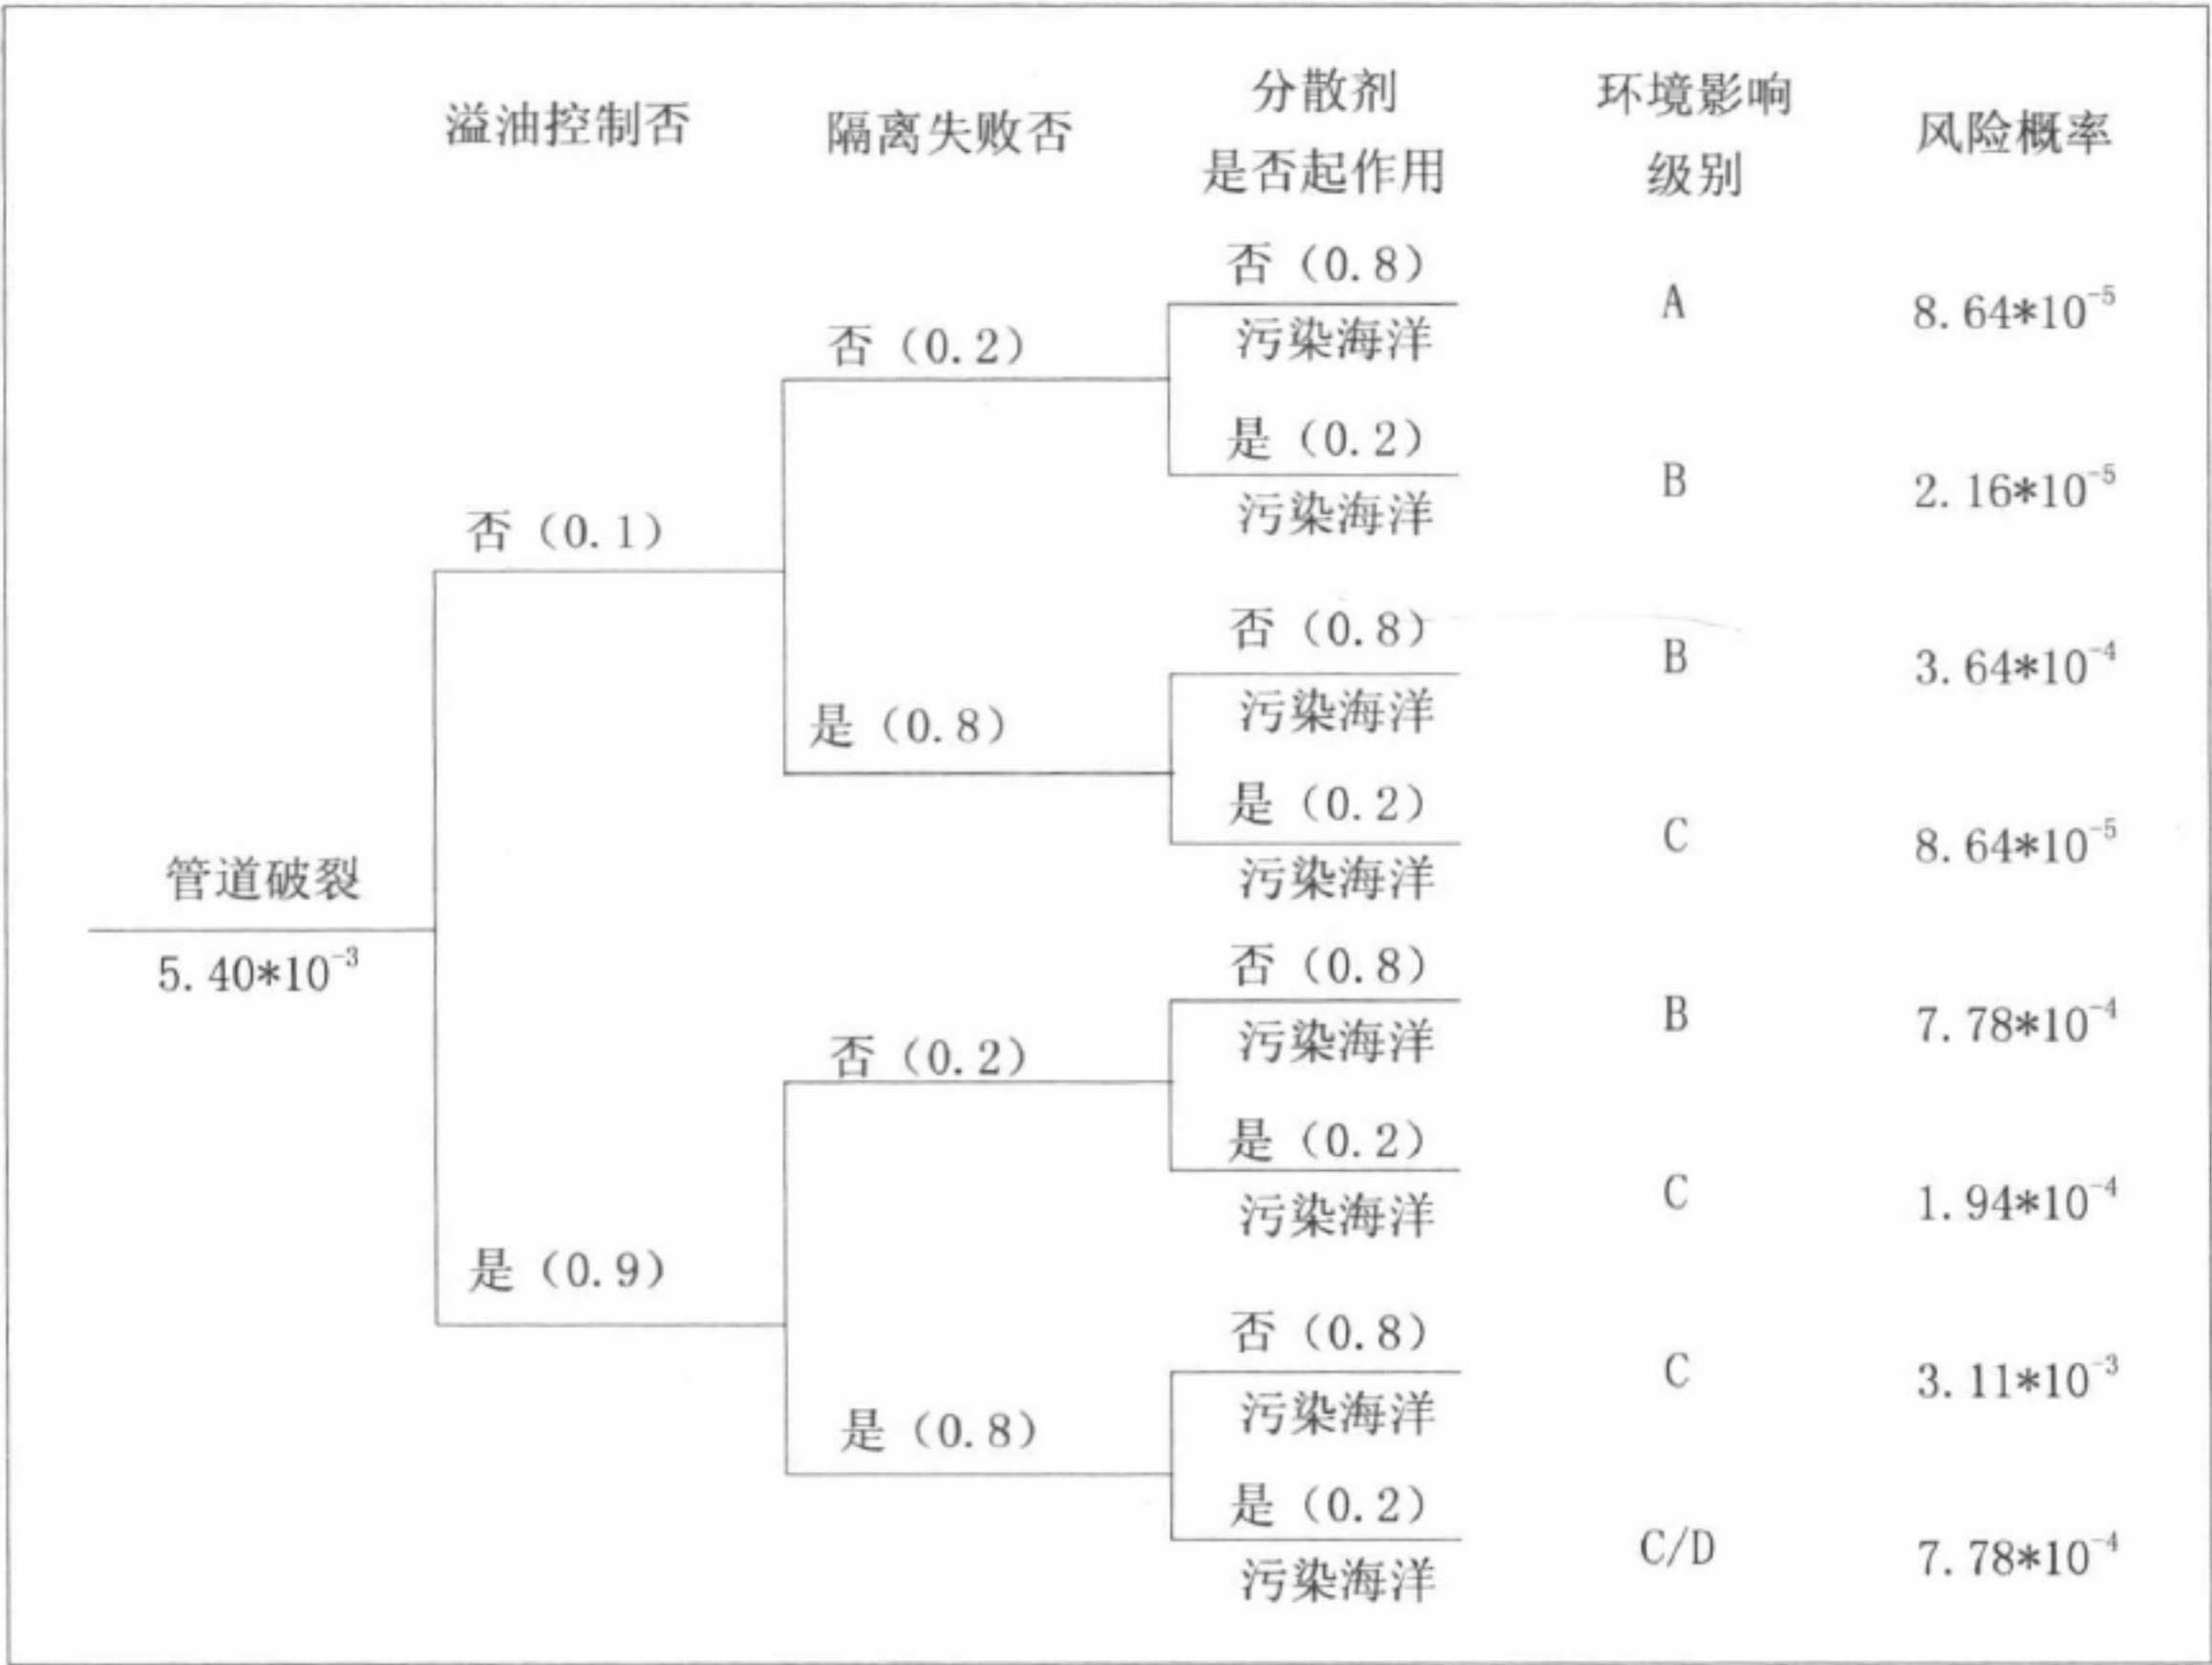 溢油控制否
隔离失败否
分散剂
是否起作用
环境影响
级别
风险概率
否（0.8）
污染海洋
A
8.64*10⁻⁵
否（0.2）
是（0.2）
污染海洋
B
2.16*10⁻⁵
否（0.1）
否（0.8）
污染海洋
B
3.64*10⁻⁴
是（0.8）
是（0.2）
污染海洋
C
8.64*10⁻⁵
管道破裂
5.40*10⁻³
否（0.8）
污染海洋
B
7.78*10⁻⁴
否（0.2）
是（0.2）
污染海洋
C
1.94*10⁻⁴
是（0.9）
否（0.8）
污染海洋
C
3.11*10⁻³
是（0.8）
是（0.2）
污染海洋
C/D
7.78*10⁻⁴